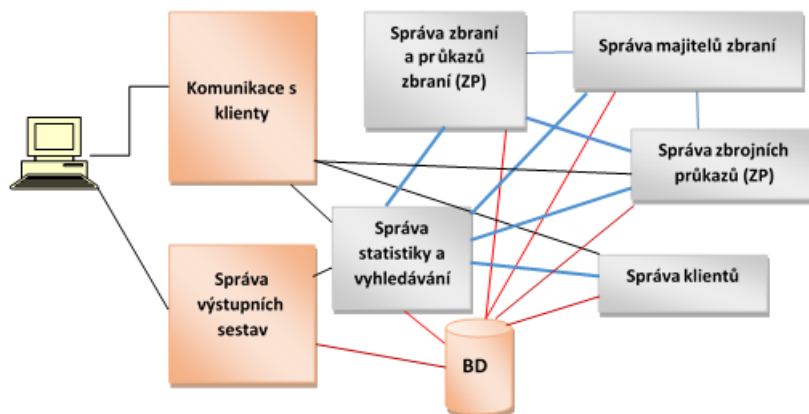 Komunikace s
klienty
Správa zbraní
a průkazů
zbraní (ZP)
Správa majitelů zbraní
Správa zbrojních
průkazů (ZP)
Správa
statistiky a
vyhledávání
Správa
výstupních
sestav
Správa klientů
BD